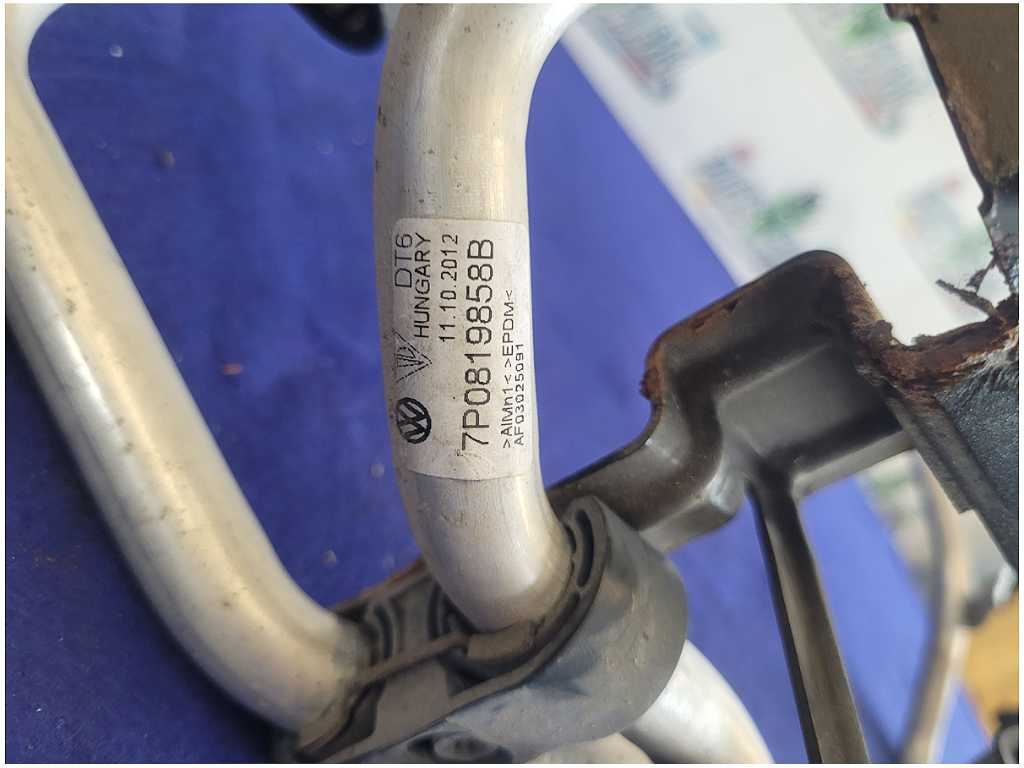 DT6
HUNGARY
11.10.2012
7P0819858B
>AlMn1< >EPDM<
AF03025091